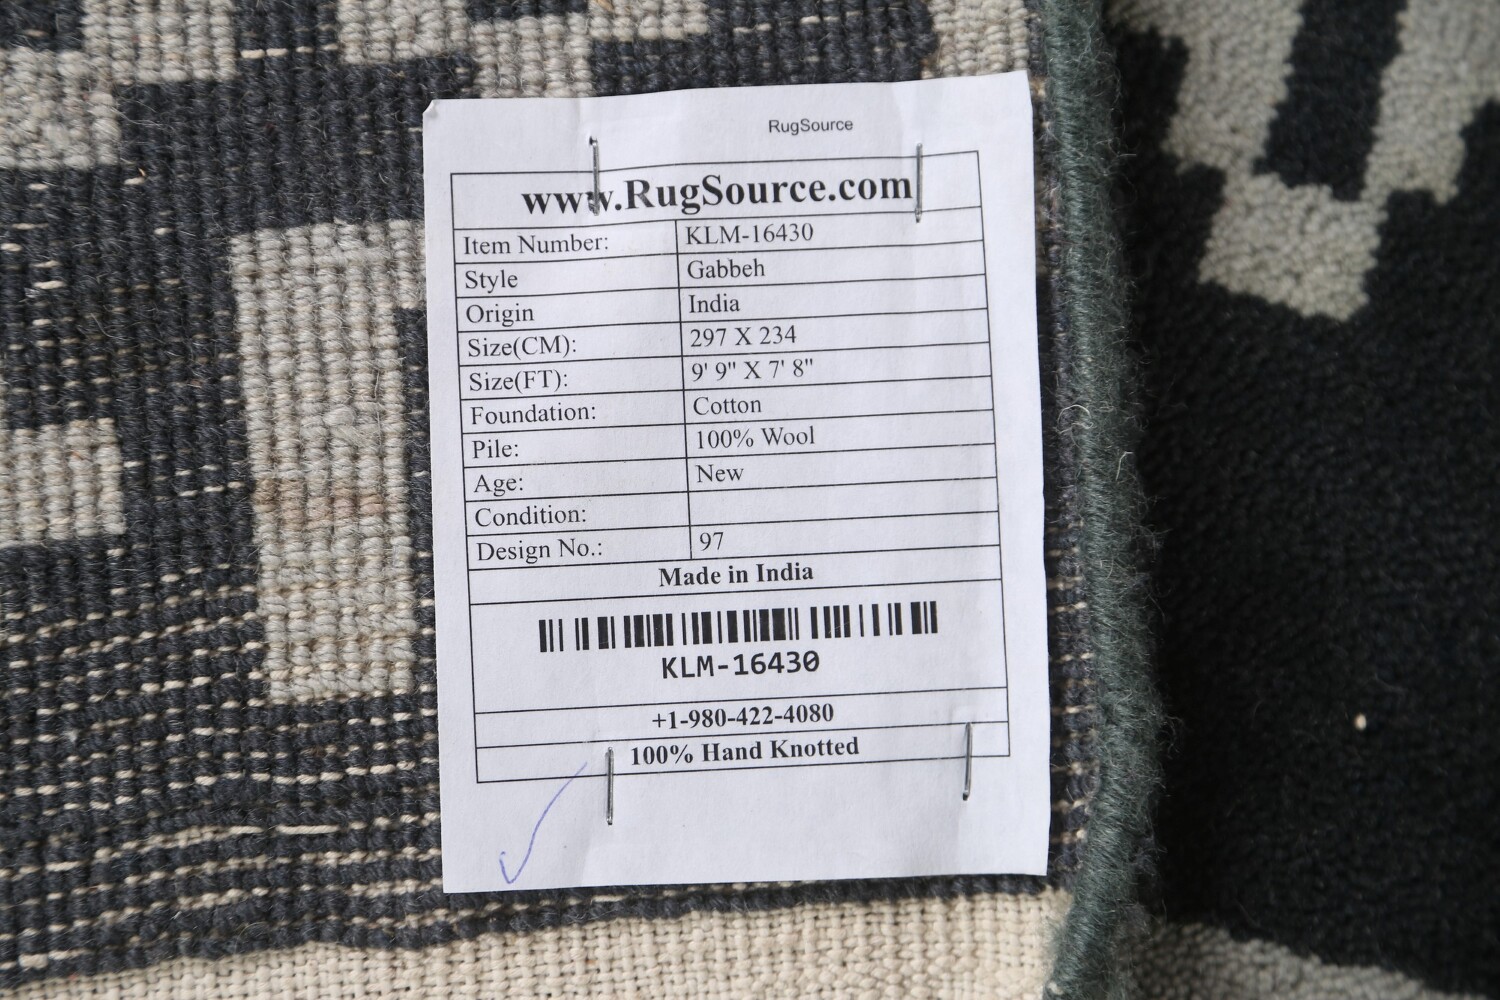 RugSource
www.RugSource.com
Item Number: KLM-16430
Style Gabbeh
Origin India
Size(CM): 297 X 234
Size(FT): 9' 9" X 7' 8"
Foundation: Cotton
Pile: 100% Wool
Age: New
Condition:
Design No.: 97
Made in India
KLM-16430
+1-980-422-4080
100% Hand Knotted